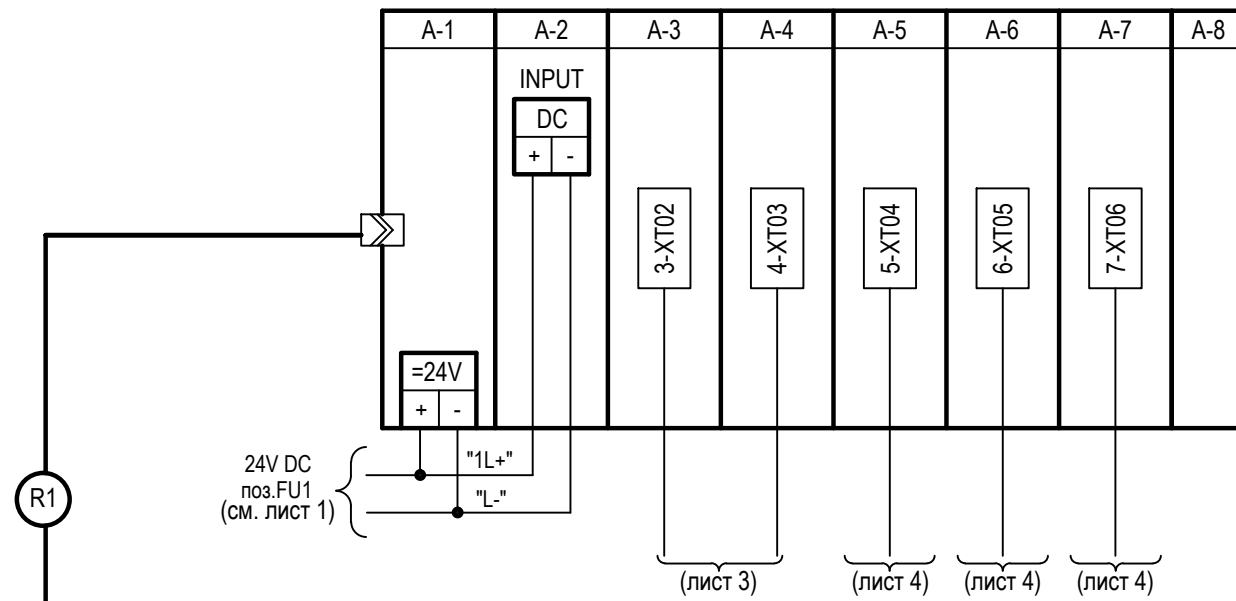 A-1 A-2 A-3 A-4 A-5 A-6 A-7 A-8
INPUT
DC
+ -
3-XT02 4-XT03 5-XT04 6-XT05 7-XT06
=24V
+ -
24V DC
поз.FU1
(см. лист 1)
"1L+"
"L-"
R1
(лист 3) (лист 4) (лист 4) (лист 4)